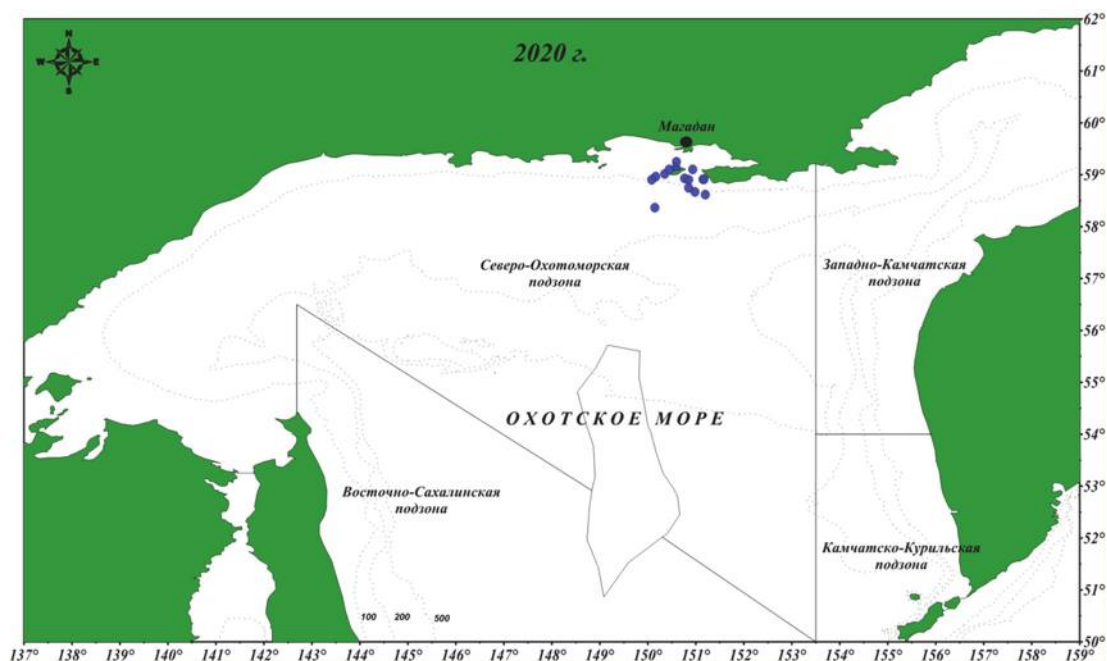 N
W E
S
2020 г.
Магадан
Северо-Охотоморская
подзона
Западно-Камчатская
подзона
ОХОТСКОЕ МОРЕ
Восточно-Сахалинская
подзона
Камчатско-Курильская
подзона
100 200 500
62°
61°
60°
59°
58°
57°
56°
55°
54°
53°
52°
51°
50°
137° 138° 139° 140° 141° 142° 143° 144° 145° 146° 147° 148° 149° 150° 151° 152° 153° 154° 155° 156° 157° 158° 159°